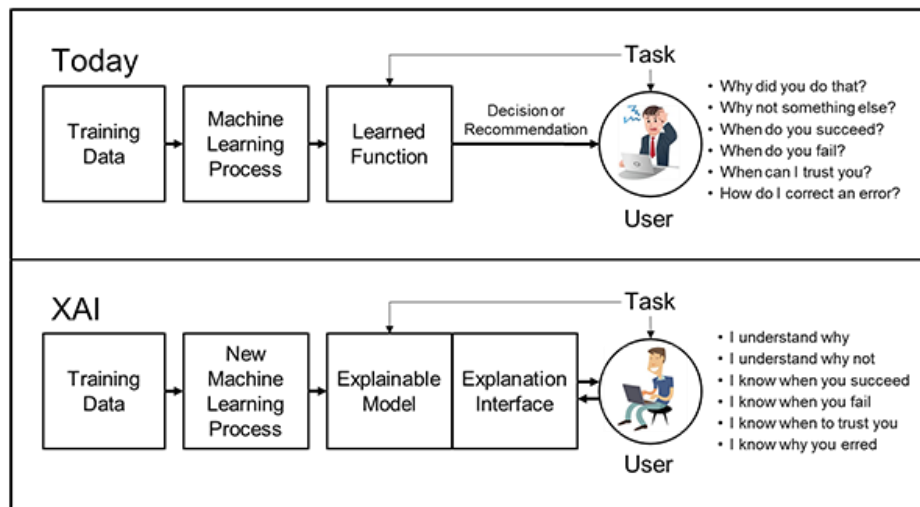 Today
Task
Training
Data
Machine
Learning
Process
Learned
Function
Decision or
Recommendation
User
• Why did you do that?
• Why not something else?
• When do you succeed?
• When do you fail?
• When can I trust you?
• How do I correct an error?
XAI
Task
Training
Data
New
Machine
Learning
Process
Explainable
Model
Explanation
Interface
User
• I understand why
• I understand why not
• I know when you succeed
• I know when you fail
• I know when to trust you
• I know why you erred